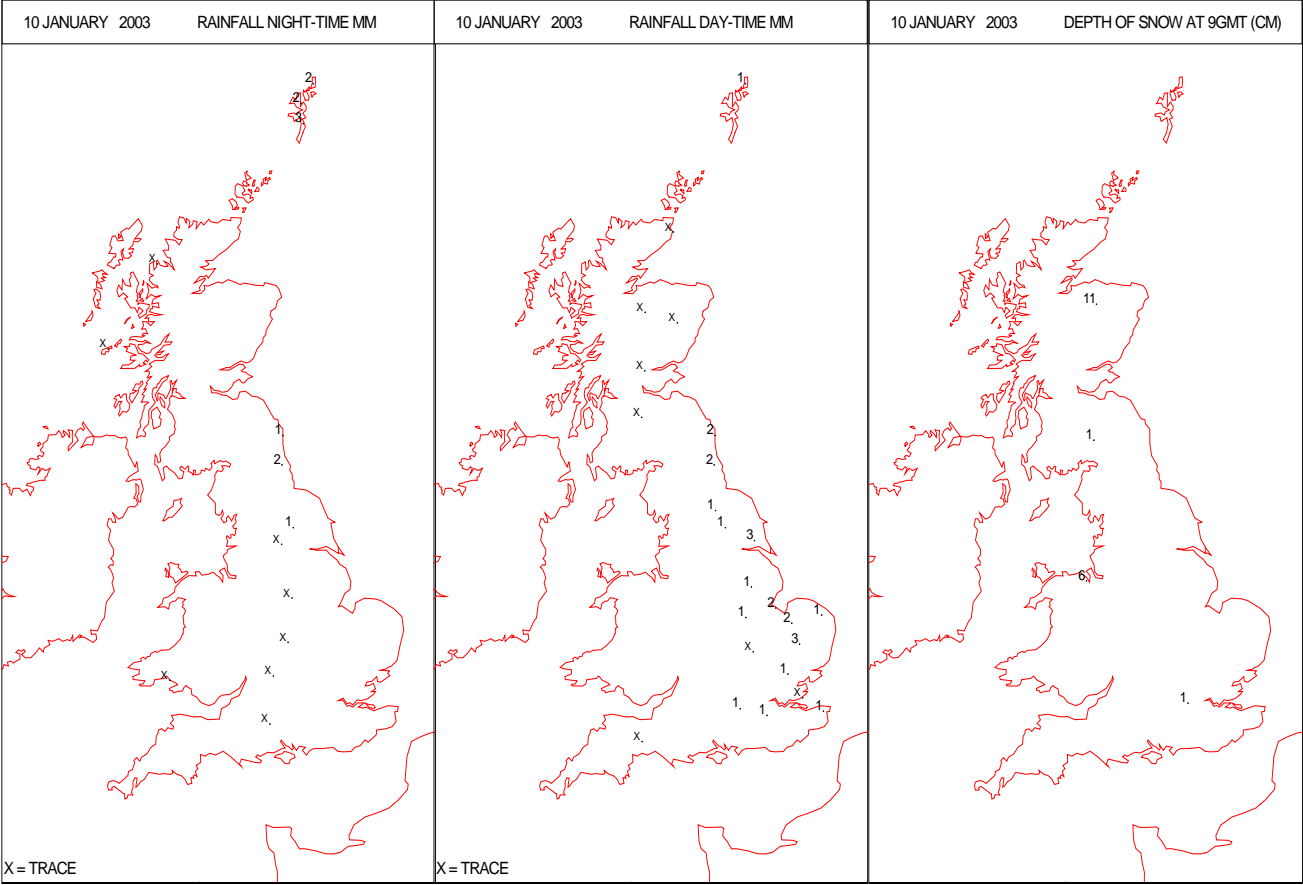 10 JANUARY 2003 RAINFALL NIGHT-TIME MM
2.
2.
3.
X.
X.
1.
2.
1.
X.
X.
X.
X.
X.
X.
X = TRACE
10 JANUARY 2003 RAINFALL DAY-TIME MM
1.
X.
X.
X.
X.
X.
2.
2.
1.
1.
3.
1.
2.
1.
1.
2.
3.
X.
1.
X.
1.
1.
1.
X.
X = TRACE
10 JANUARY 2003 DEPTH OF SNOW AT 9GMT (CM)
11.
1.
6.
1.